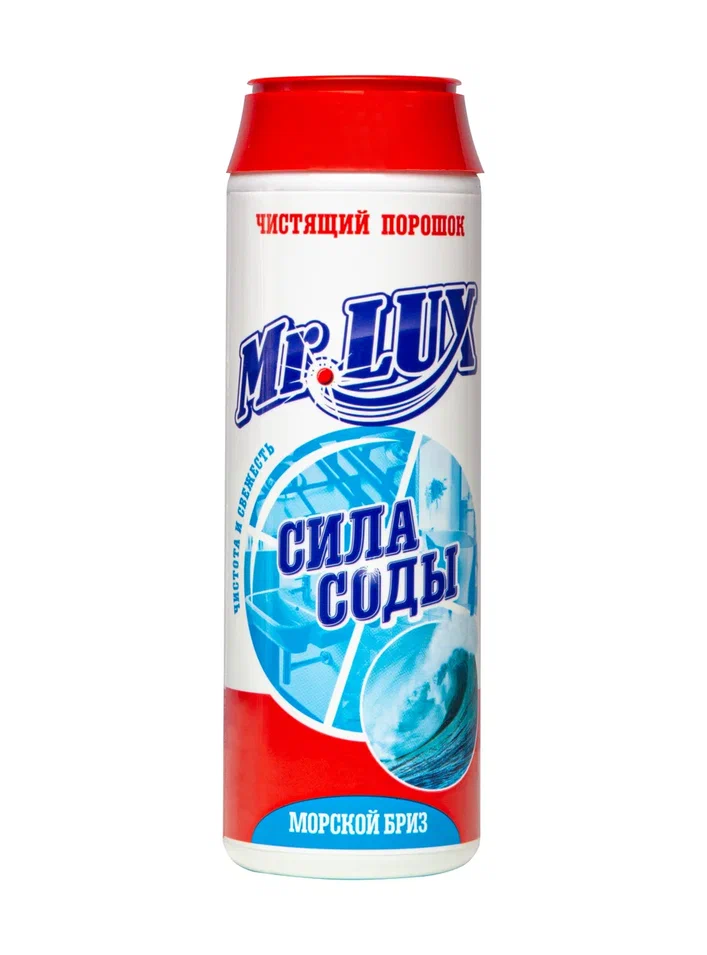 ЧИСТЯЩИЙ ПОРОШОК
Mr. LUX
ЧИСТОТА И СВЕЖЕСТЬ
СИЛА
СОДЫ
МОРСКОЙ БРИЗ